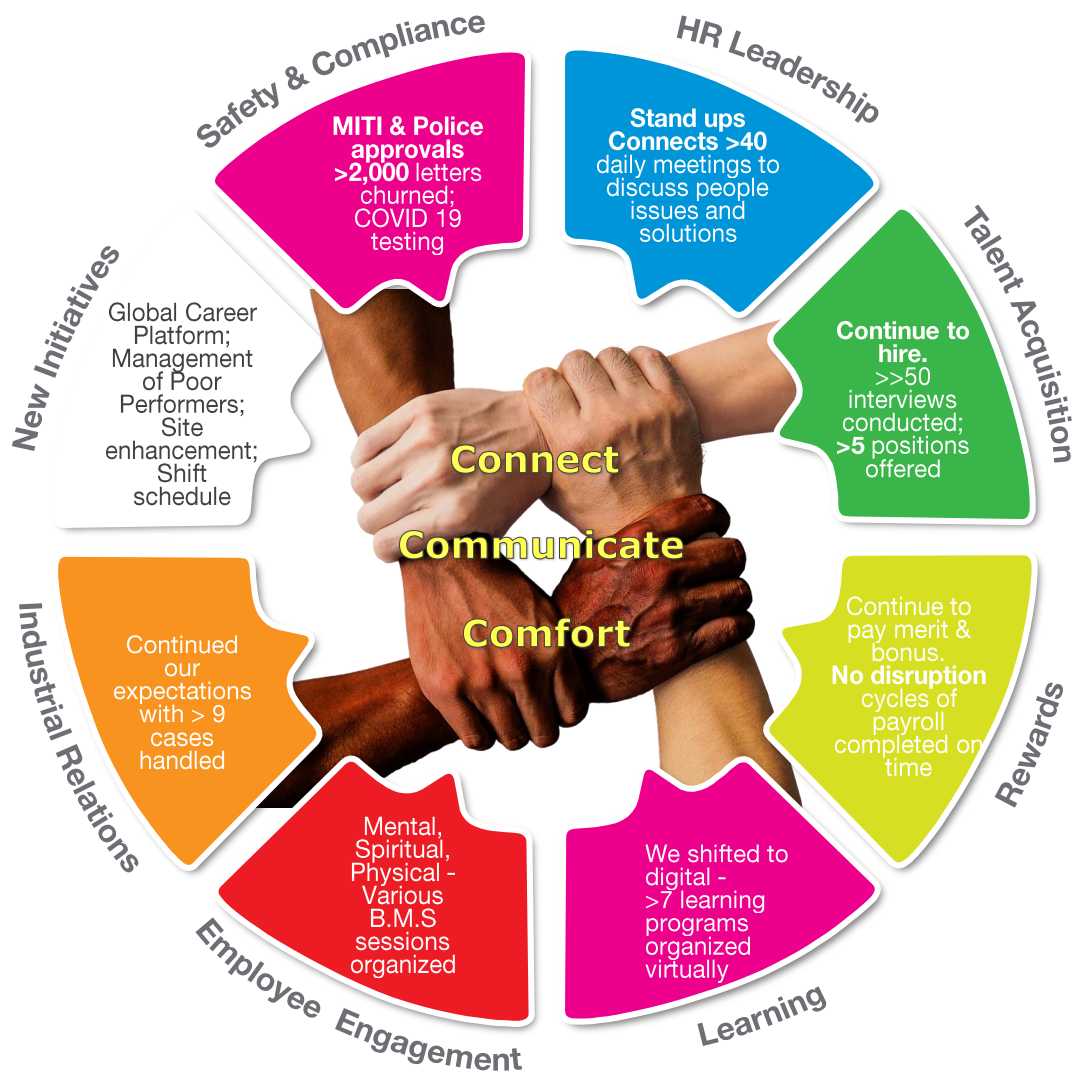 Safety & Compliance
MITI & Police
approvals
>2,000 letters
churned;
COVID 19
testing
HR Leadership
Stand ups
Connects >40
daily meetings to
discuss people
issues and
solutions
Talent Acquisition
Continue to
hire.
>>50
interviews
conducted;
>5 positions
offered
Rewards
Continue to
pay merit &
bonus.
No disruption
cycles of
payroll
completed on
time
Learning
We shifted to
digital -
>7 learning
programs
organized
virtually
Employee Engagement
Mental,
Spiritual,
Physical -
Various
B.M.S
sessions
organized
Industrial Relations
Continued
our
expectations
with > 9
cases
handled
New Initiatives
Global Career
Platform;
Management
of Poor
Performers;
Site
enhancement;
Shift
schedule
Connect
Communicate
Comfort